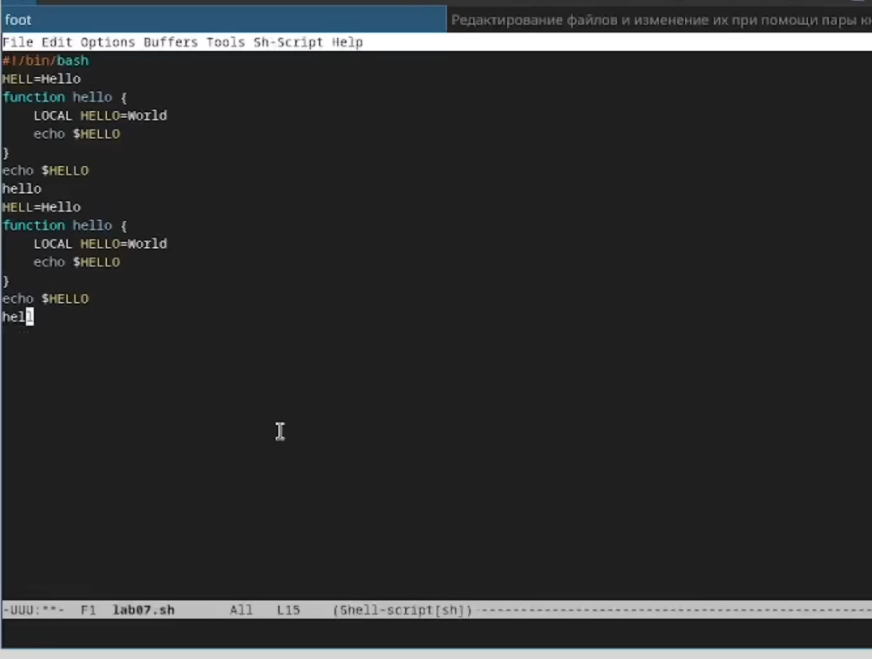 foot
Редактирование файлов и изменение их при помощи пары
File Edit Options Buffers Tools Sh-Script Help
#!/bin/bash
HELL=Hello
function hello {
    LOCAL HELLO=World
    echo $HELLO
}
echo $HELLO
hello
HELL=Hello
function hello {
    LOCAL HELLO=World
    echo $HELLO
}
echo $HELLO
hell
-UUU:**-  F1  lab07.sh       All   L15    (Shell-script[sh])